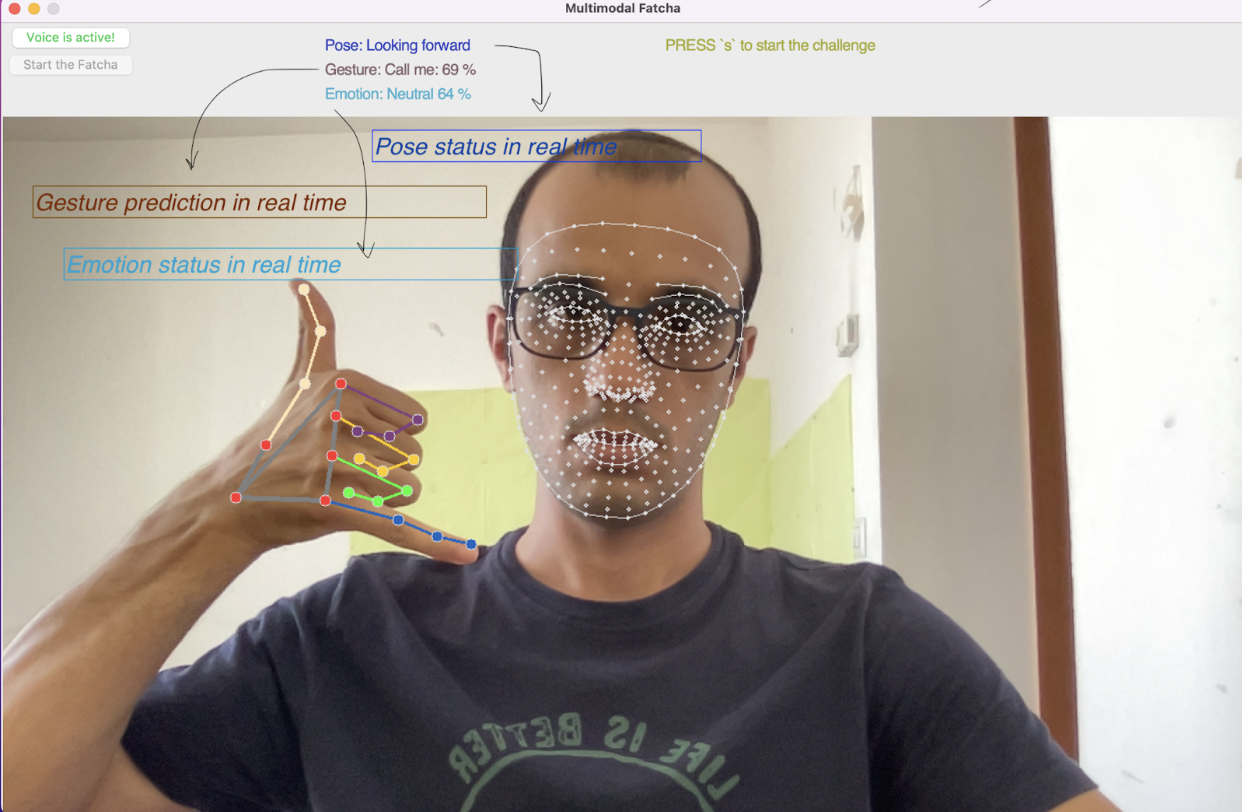 Multimodal Fatcha
Voice is active!
Start the Fatcha
Pose: Looking forward
Gesture: Call me: 69 %
Emotion: Neutral 64 %
PRESS `s` to start the challenge
Pose status in real time
Gesture prediction in real time
Emotion status in real time
LIFE IS BETTER